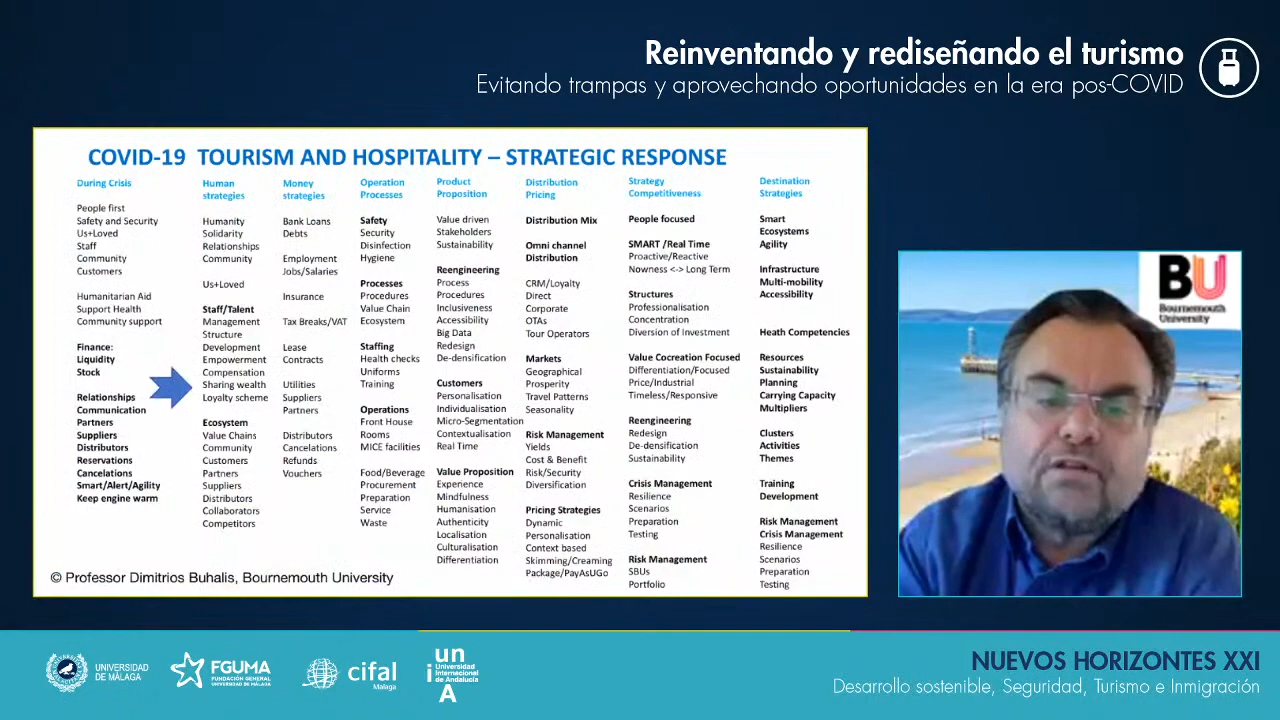 Reinventando y rediseñando el turismo
Evitando trampas y aprovechando oportunidades en la era pos-COVID
COVID-19 TOURISM AND HOSPITALITY – STRATEGIC RESPONSE
During Crisis
People first
Safety and Security
Us+Loved
Staff
Community
Customers
Humanitarian Aid
Support Health
Community support
Finance:
Liquidity
Stock
Relationships
Communication
Partners
Suppliers
Distributors
Reservations
Cancelations
Smart/Alert/Agility
Keep engine warm
Human
strategies
Humanity
Solidarity
Relationships
Community
Us+Loved
Staff/Talent
Management
Structure
Development
Empowerment
Compensation
Sharing wealth
Loyalty scheme
Ecosystem
Value Chains
Community
Customers
Partners
Suppliers
Distributors
Collaborators
Competitors
Money
strategies
Bank Loans
Debts
Employment
Jobs/Salaries
Insurance
Tax Breaks/VAT
Lease
Contracts
Utilities
Suppliers
Partners
Distributors
Cancelations
Refunds
Vouchers
Operation
Processes
Safety
Security
Disinfection
Hygiene
Processes
Procedures
Value Chain
Ecosystem
Staffing
Health checks
Uniforms
Training
Operations
Front House
Rooms
MICE facilities
Food/Beverage
Procurement
Preparation
Service
Waste
Product
Proposition
Value driven
Stakeholders
Sustainability
Reengineering
Process
Procedures
Inclusiveness
Accessibility
Big Data
Redesign
De-densification
Customers
Personalisation
Individualisation
Micro-Segmentation
Contextualisation
Real Time
Value Proposition
Experience
Mindfulness
Humanisation
Authenticity
Localisation
Culturalisation
Differentiation
Distribution
Pricing
Distribution Mix
Omni channel
Distribution
CRM/Loyalty
Direct
Corporate
OTAs
Tour Operators
Markets
Geographical
Prosperity
Travel Patterns
Seasonality
Risk Management
Yields
Cost & Benefit
Risk/Security
Diversification
Pricing Strategies
Dynamic
Personalisation
Context based
Skimming/Creaming
Package/PayAsUGo
Strategy
Competitiveness
People focused
SMART /Real Time
Proactive/Reactive
Nowness <-> Long Term
Structures
Professionalisation
Concentration
Diversion of Investment
Value Cocreation Focused
Differentiation/Focused
Price/Industrial
Timeless/Responsive
Reengineering
Redesign
De-densification
Sustainability
Crisis Management
Resilience
Scenarios
Preparation
Testing
Risk Management
SBUs
Portfolio
Destination
Strategies
Smart
Ecosystems
Agility
Infrastructure
Multi-mobility
Accessibility
Heath Competencies
Resources
Sustainability
Planning
Carrying Capacity
Multipliers
Clusters
Activities
Themes
Training
Development
Risk Management
Crisis Management
Resilience
Scenarios
Preparation
Testing
© Professor Dimitrios Buhalis, Bournemouth University
BU
Bournemouth
University
UNIVERSIDAD
DE MÁLAGA
FGUMA
FUNDACIÓN GENERAL
UNIVERSIDAD DE MÁLAGA
cifal
Málaga
un
i
A
Universidad
Internacional
de Andalucía
NUEVOS HORIZONTES XXI
Desarrollo sostenible, Seguridad, Turismo e Inmigración